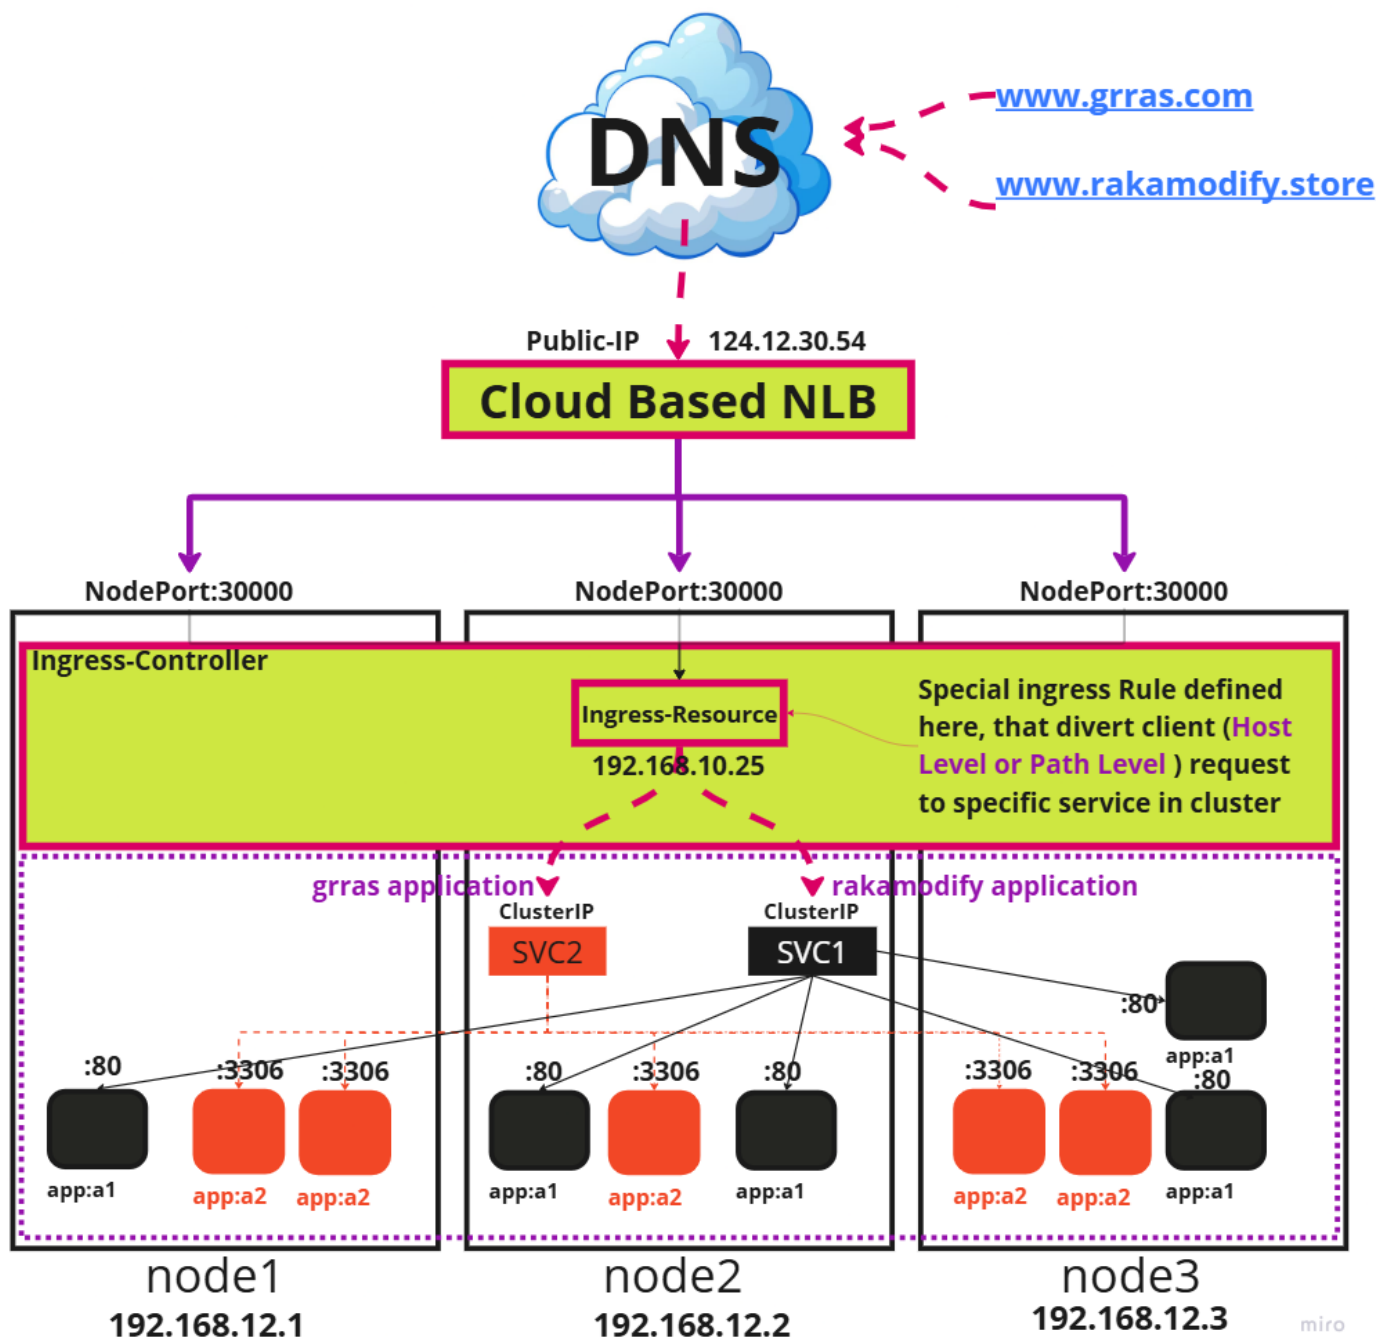 www.grras.com
DNS
www.rakamodify.store
Public-IP
124.12.30.54
Cloud Based NLB
NodePort:30000
NodePort:30000
NodePort:30000
Ingress-Controller
Ingress-Resource
192.168.10.25
Special ingress Rule defined
here, that divert client (Host
Level or Path Level ) request
to specific service in cluster
grras application
rakamodify application
ClusterIP
ClusterIP
SVC2
SVC1
:80
app:a1
:80
:3306
:3306
:80
:3306
:80
:3306
:3306
:80
app:a1
app:a2
app:a2
app:a1
app:a2
app:a1
app:a2
app:a2
app:a1
node1
192.168.12.1
node2
192.168.12.2
node3
192.168.12.3
miro